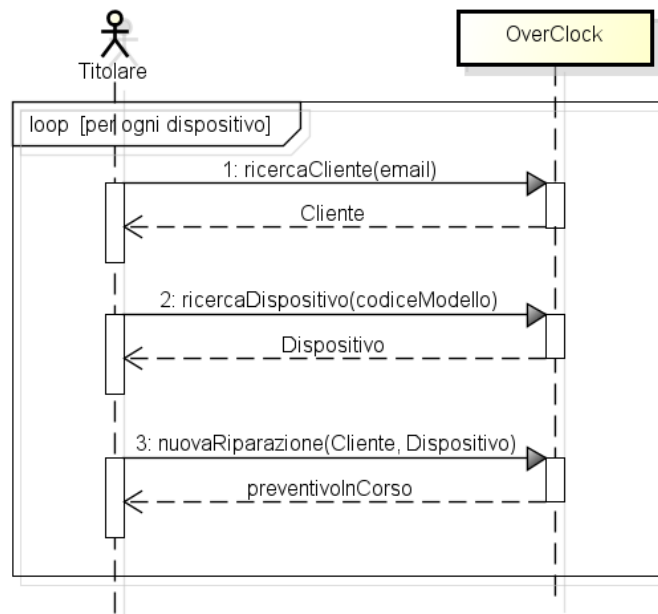 OverClock
Titolare
loop [per ogni dispositivo]
1: ricercaCliente(email)
Cliente
2: ricercaDispositivo(codiceModello)
Dispositivo
3: nuovaRiparazione(Cliente, Dispositivo)
preventivoInCorso